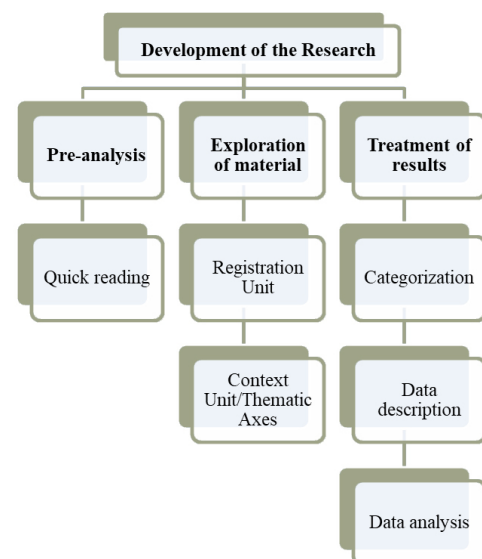 Development of the Research
Pre-analysis
Exploration
of material
Treatment of
results
Quick reading
Registration
Unit
Categorization
Context
Unit/Thematic
Axes
Data
description
Data analysis